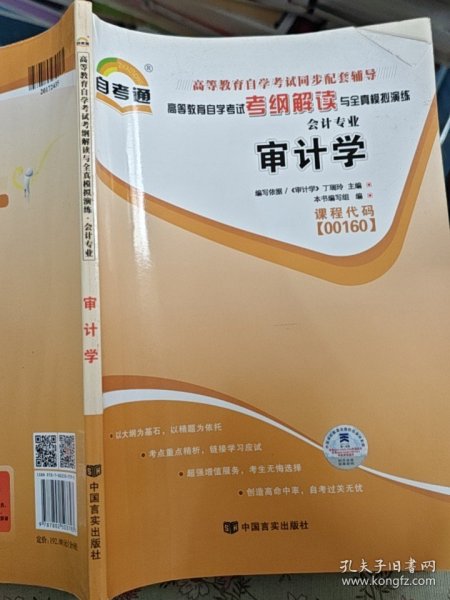 自考通
高等教育自学考试同步配套辅导
高等教育自学考试考纲解读与全真模拟演练
会计专业
审计学
编写依据/《审计学》丁瑞玲 主编
本书编写组 编
课程代码
【00160】
以大纲为基石,以精题为依托
考点重点精析,链接学习应试
超强增值服务,考生无悔选择
创造高命中率,自考过关无忧
中国言实出版社
高等教育自学考试考纲解读与全真模拟演练·会计专业
审计学
中国言实出版社
孔夫子旧书网
www.kongfz.com